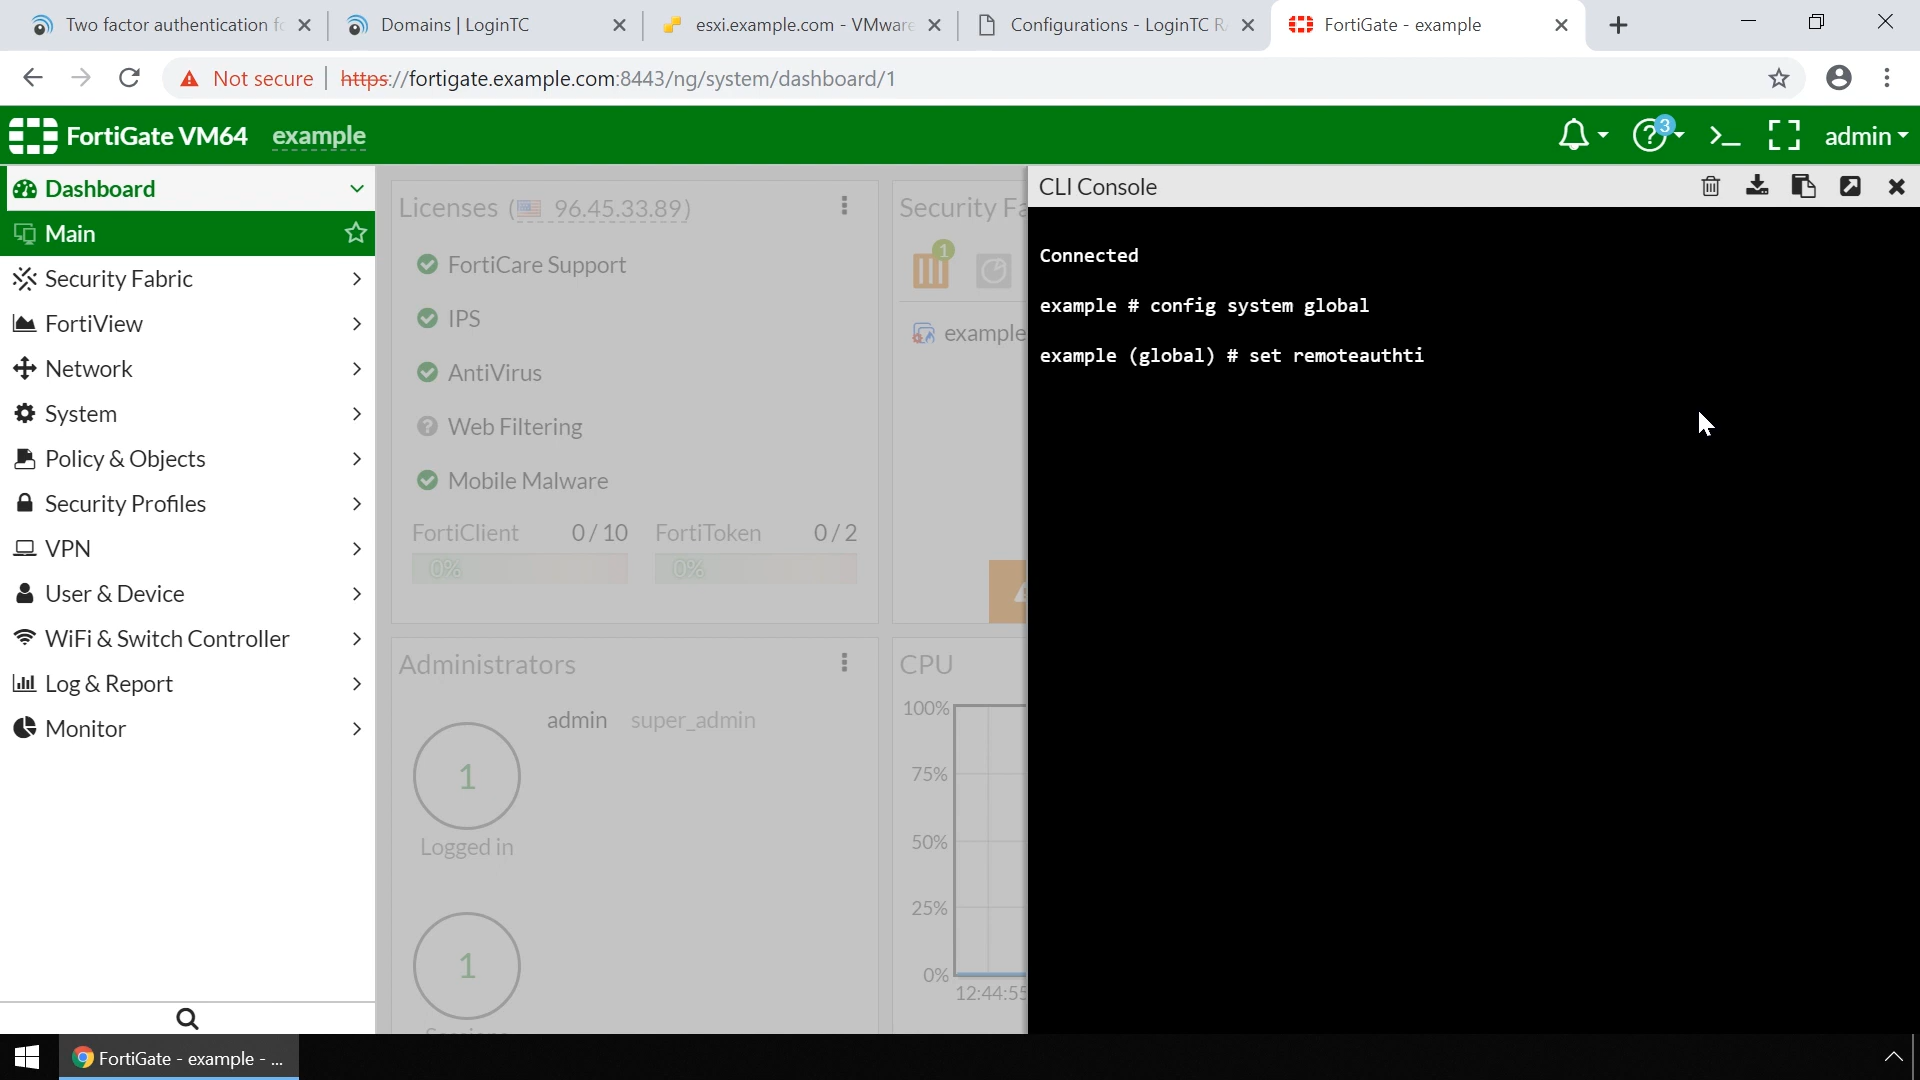 Two factor authentication fo
Domains | LoginTC
esxi.example.com - VMware
Configurations - LoginTC RA
FortiGate - example
Not secure
https://fortigate.example.com:8443/ng/system/dashboard/1
FortiGate VM64 example
3
>_
admin
Dashboard
Main
Security Fabric
FortiView
Network
System
Policy & Objects
Security Profiles
VPN
User & Device
WiFi & Switch Controller
Log & Report
Monitor
Licenses (96.45.33.89)
FortiCare Support
IPS
AntiVirus
Web Filtering
Mobile Malware
FortiClient 0 / 10
0%
FortiToken 0 / 2
0%
Security Fa
1
example
Administrators
1
Logged in
admin super_admin
1
Sessions
CPU
100%
75%
50%
25%
0%
12:44:55
CLI Console
Connected
example # config system global
example (global) # set remoteauthti
FortiGate - example - ...